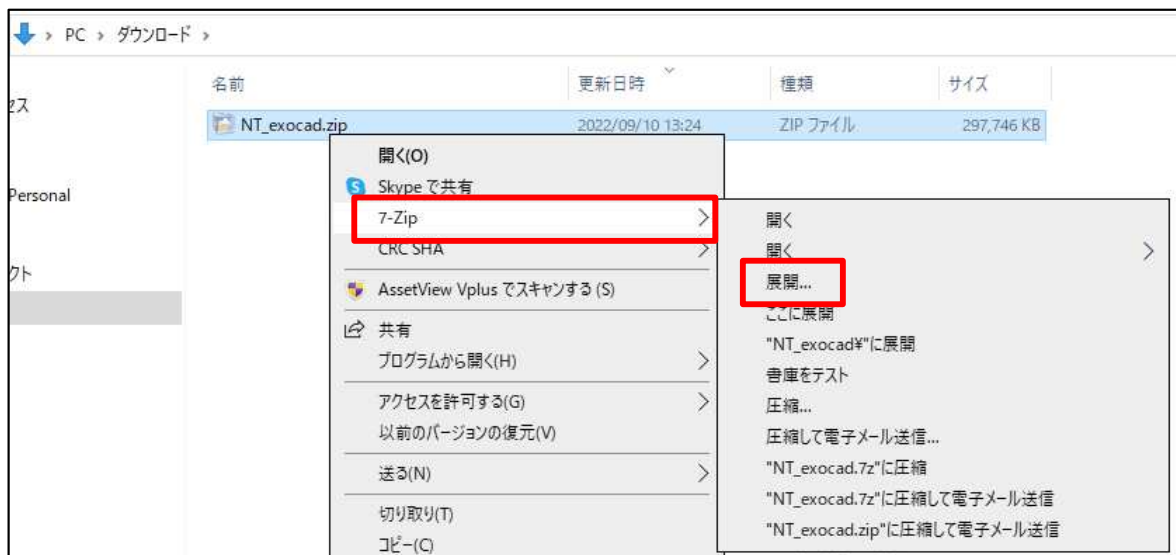 PC › ダウンロード ›
名前 更新日時 種類 サイズ
セス
NT_exocad.zip 2022/09/10 13:24 ZIP ファイル 297,746 KB
Personal
クト
開く(O)
Skype で共有
7-Zip
CRC SHA
AssetView Vplus でスキャンする (S)
共有
プログラムから開く(H)
アクセスを許可する(G)
以前のバージョンの復元(V)
送る(N)
切り取り(T)
コピー(C)
開く
開く
展開...
ここに展開
"NT_exocad¥"に展開
書庫をテスト
圧縮...
圧縮して電子メール送信...
"NT_exocad.7z"に圧縮
"NT_exocad.7z"に圧縮して電子メール送信
"NT_exocad.zip"に圧縮して電子メール送信